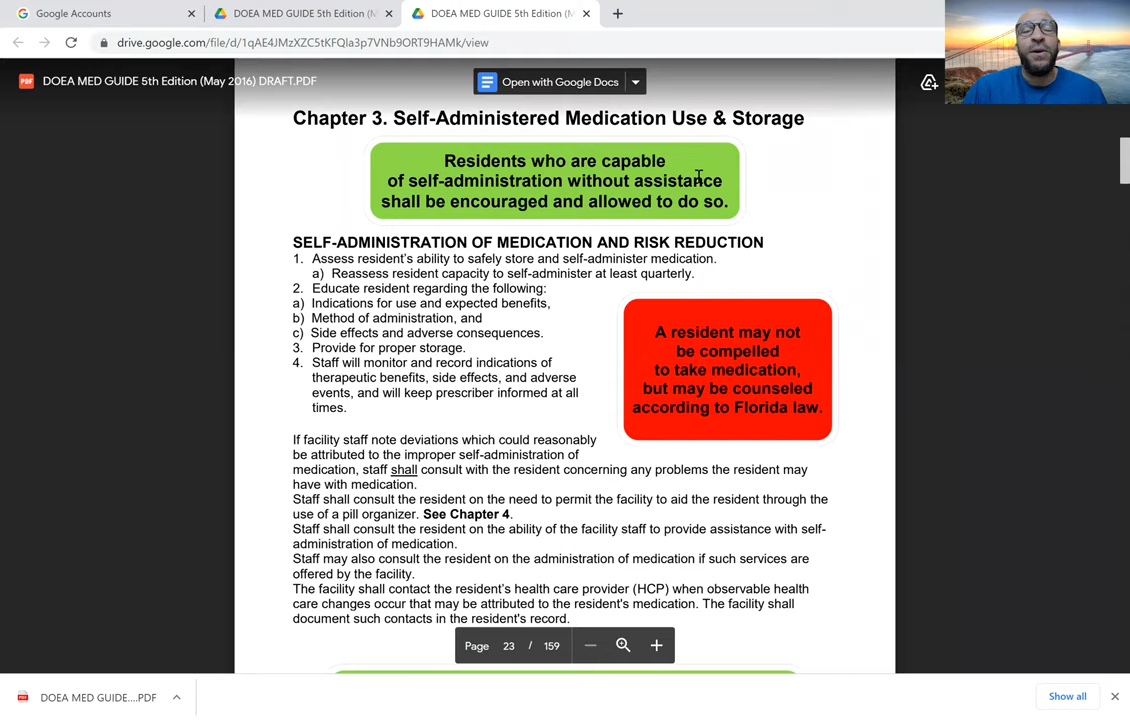 Google Accounts
DOEA MED GUIDE 5th Edition (M
DOEA MED GUIDE 5th Edition (M
drive.google.com/file/d/1qAE4JMzXZC5tKFQIa3p7VNb9ORT9HAMk/view
PDF
DOEA MED GUIDE 5th Edition (May 2016) DRAFT.PDF
Open with Google Docs
Chapter 3. Self-Administered Medication Use & Storage
Residents who are capable
of self-administration without assistance
shall be encouraged and allowed to do so.
SELF-ADMINISTRATION OF MEDICATION AND RISK REDUCTION
1. Assess resident's ability to safely store and self-administer medication.
a) Reassess resident capacity to self-administer at least quarterly.
2. Educate resident regarding the following:
a) Indications for use and expected benefits,
b) Method of administration, and
c) Side effects and adverse consequences.
3. Provide for proper storage.
4. Staff will monitor and record indications of
therapeutic benefits, side effects, and adverse
events, and will keep prescriber informed at all
times.
A resident may not
be compelled
to take medication,
but may be counseled
according to Florida law.
If facility staff note deviations which could reasonably
be attributed to the improper self-administration of
medication, staff shall consult with the resident concerning any problems the resident may
have with medication.
Staff shall consult the resident on the need to permit the facility to aid the resident through the
use of a pill organizer. See Chapter 4.
Staff shall consult the resident on the ability of the facility staff to provide assistance with self-
administration of medication.
Staff may also consult the resident on the administration of medication if such services are
offered by the facility.
The facility shall contact the resident's health care provider (HCP) when observable health
care changes occur that may be attributed to the resident's medication. The facility shall
document such contacts in the resident's record.
Page 23 / 159
DOEA MED GUIDE....PDF
Show all